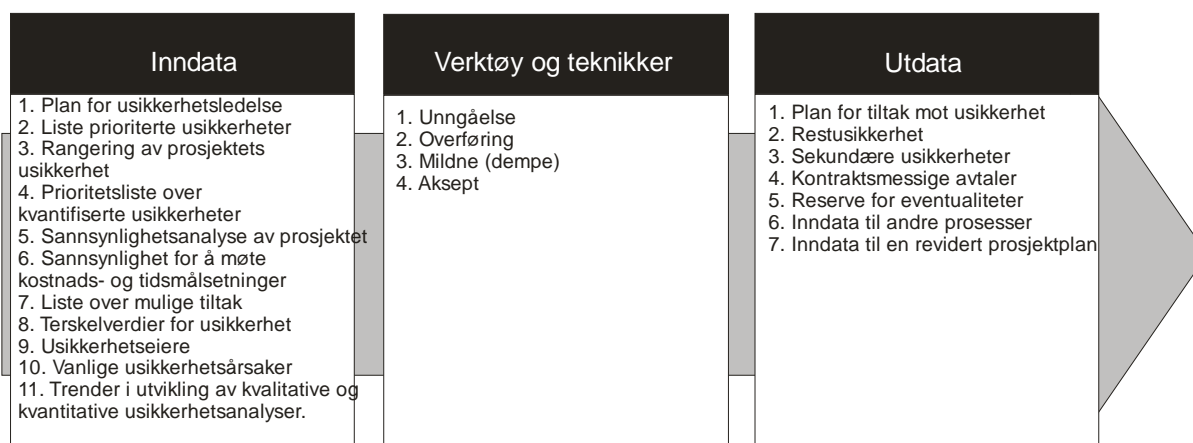 Inndata
1. Plan for usikkerhetsledelse
2. Liste prioriterte usikkerheter
3. Rangering av prosjektets
usikkerhet
4. Prioritetsliste over
kvantifiserte usikkerheter
5. Sannsynlighetsanalyse av prosjektet
6. Sannsynlighet for å møte
kostnads- og tidsmålsetninger
7. Liste over mulige tiltak
8. Terskelverdier for usikkerhet
9. Usikkerhetseiere
10. Vanlige usikkerhetsårsaker
11. Trender i utvikling av kvalitative og
kvantitative usikkerhetsanalyser.
Verktøy og teknikker
1. Unngåelse
2. Overføring
3. Mildne (dempe)
4. Aksept
Utdata
1. Plan for tiltak mot usikkerhet
2. Restusikkerhet
3. Sekundære usikkerheter
4. Kontraktsmessige avtaler
5. Reserve for eventualiteter
6. Inndata til andre prosesser
7. Inndata til en revidert prosjektplan